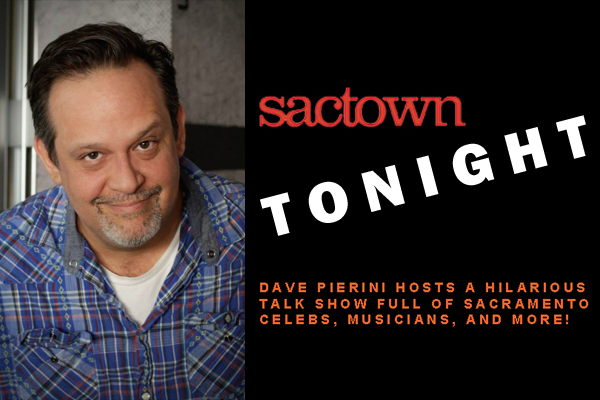 sactown
TONIGHT
DAVE PIERINI HOSTS A HILARIOUS
TALK SHOW FULL OF SACRAMENTO
CELEBS, MUSICIANS, AND MORE!